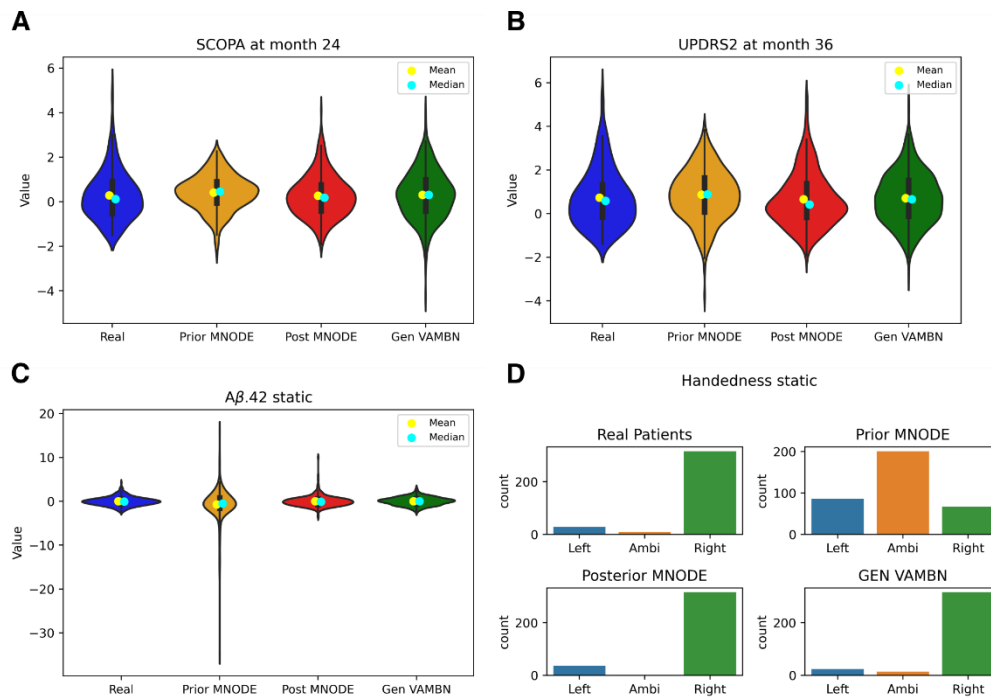 A
SCOPA at month 24
Mean
Median
6
4
2
0
−2
−4
Value
Real
Prior MNODE
Post MNODE
Gen VAMBN
B
UPDRS2 at month 36
Mean
Median
6
4
2
0
−2
−4
Value
Real
Prior MNODE
Post MNODE
Gen VAMBN
C
Aβ.42 static
Mean
Median
20
10
0
−10
−20
−30
Value
Real
Prior MNODE
Post MNODE
Gen VAMBN
D
Handedness static
Real Patients
count
200
0
Left
Ambi
Right
Prior MNODE
count
200
100
0
Left
Ambi
Right
Posterior MNODE
count
200
0
Left
Ambi
Right
GEN VAMBN
count
200
0
Left
Ambi
Right